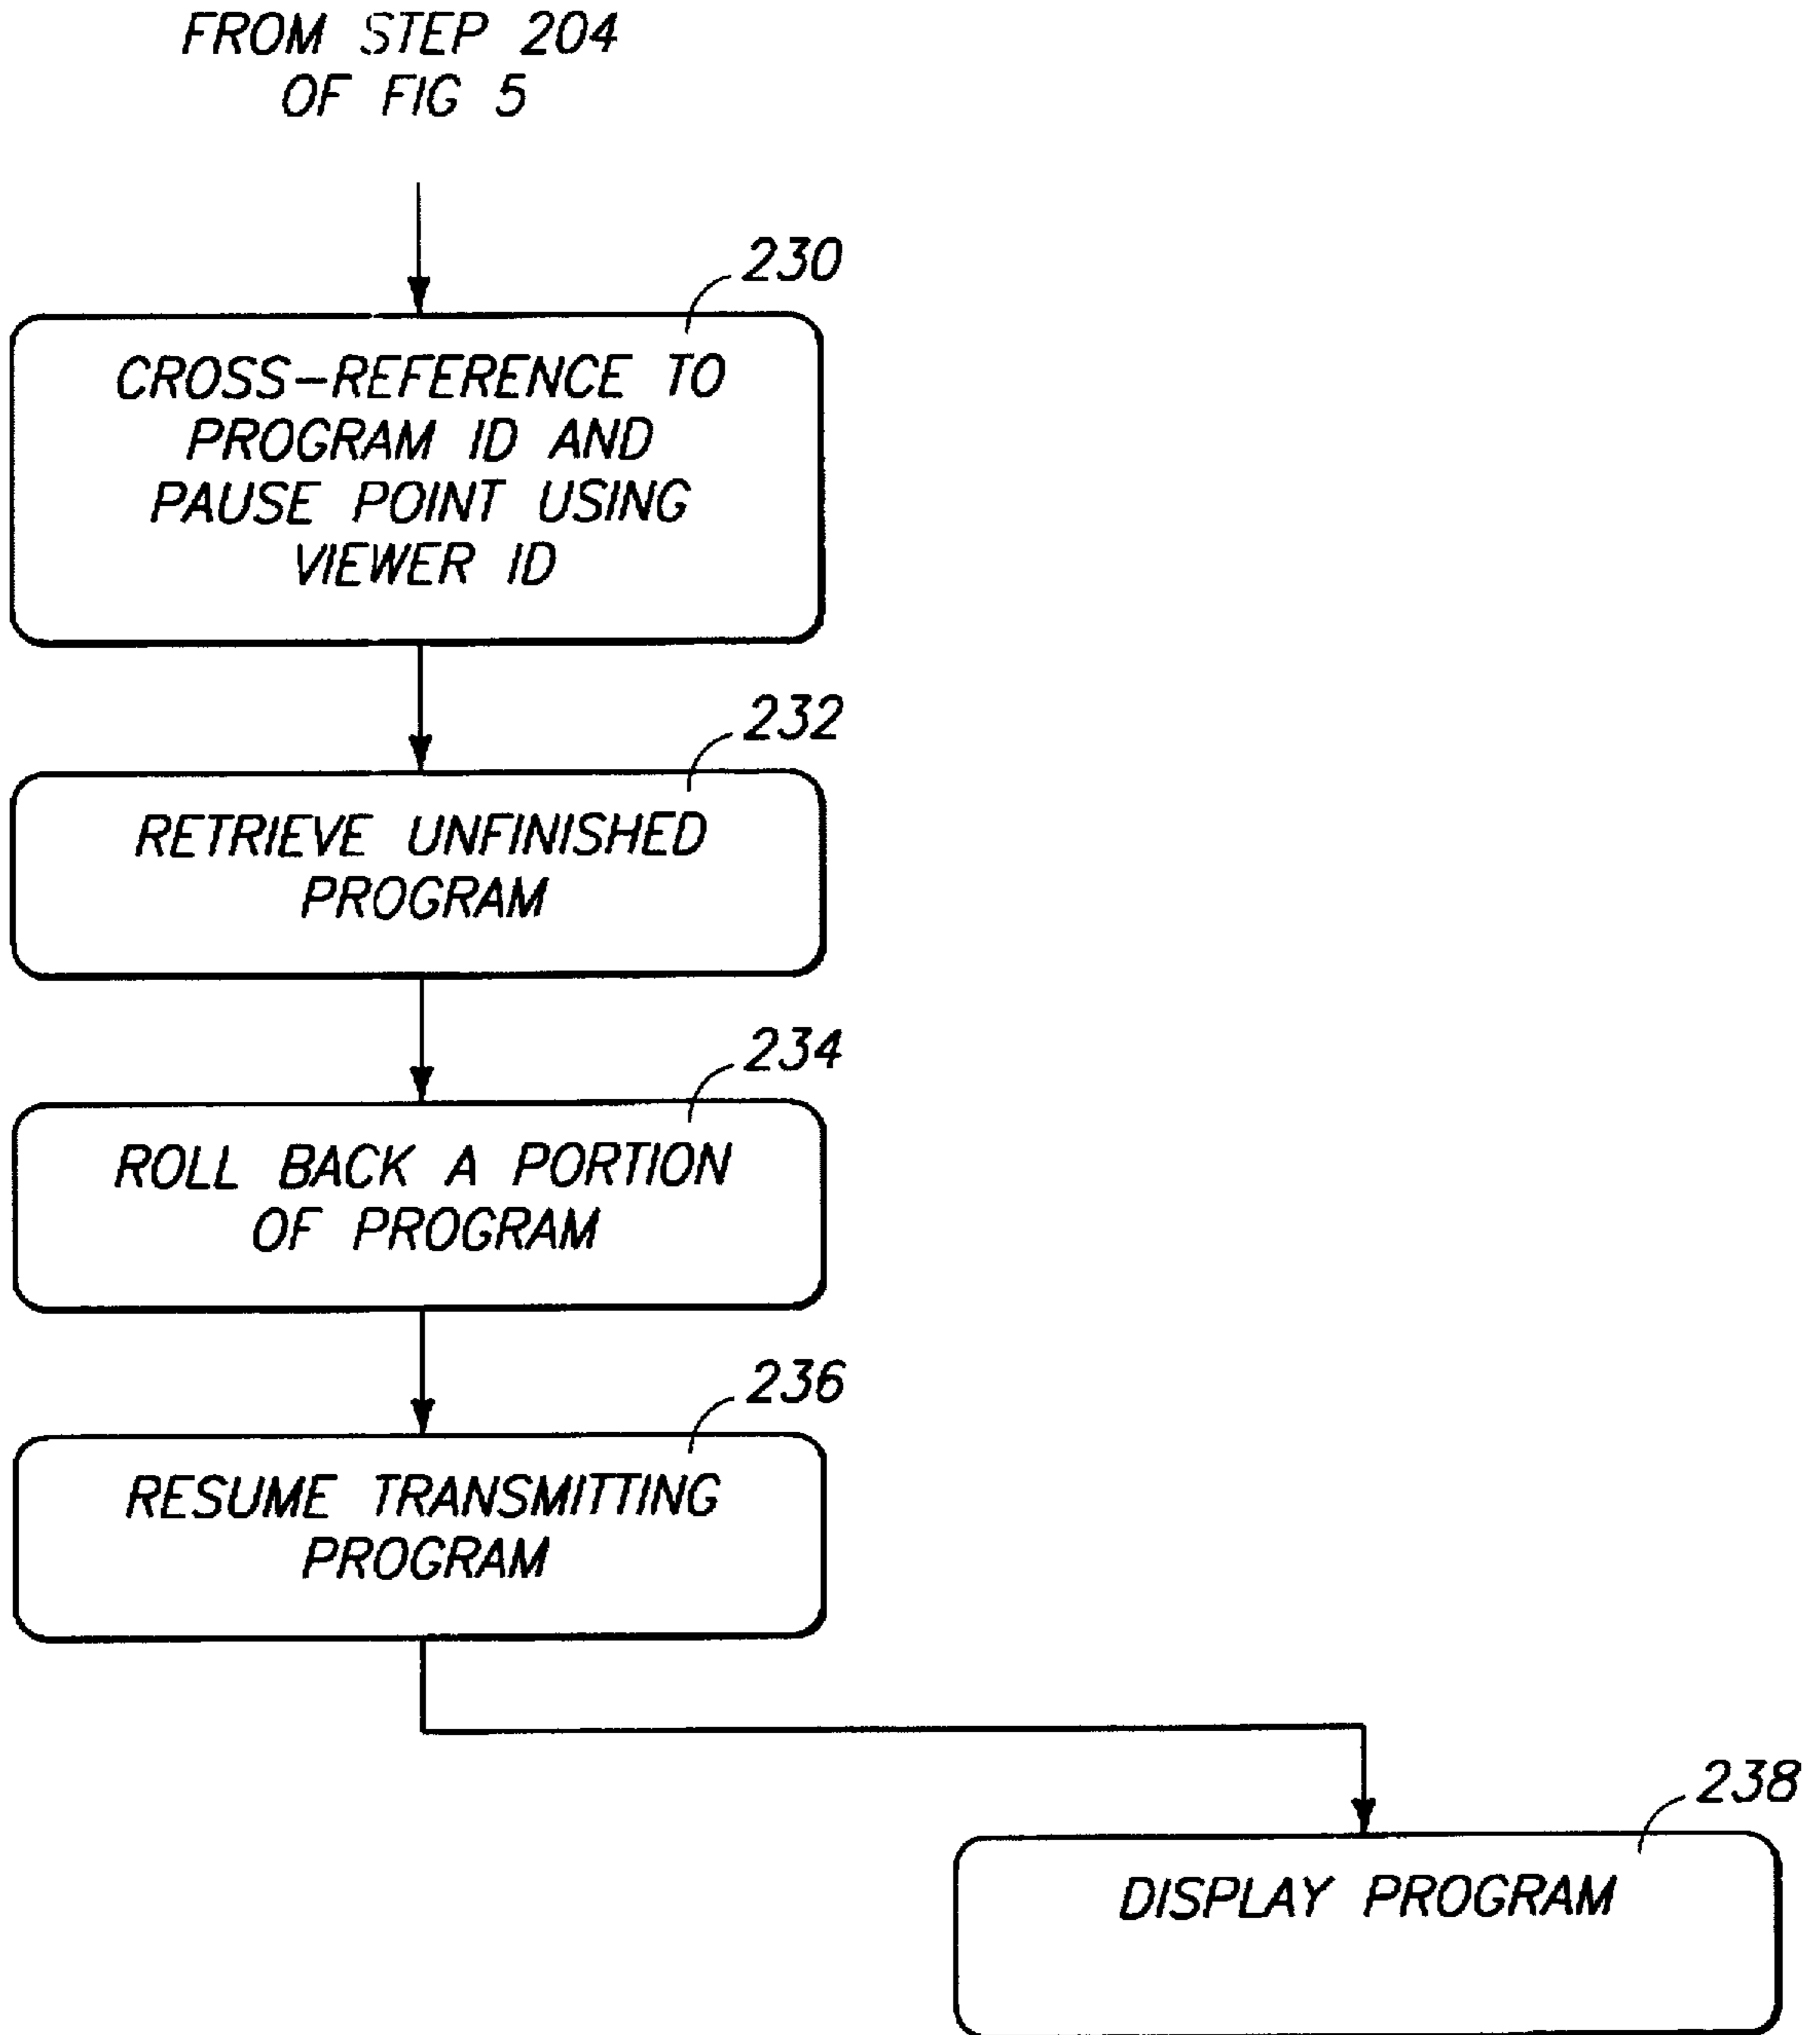 FROM STEP 204
OF FIG 5
230
CROSS-REFERENCE TO
PROGRAM ID AND
PAUSE POINT USING
VIEWER ID
232
RETRIEVE UNFINISHED
PROGRAM
234
ROLL BACK A PORTION
OF PROGRAM
236
RESUME TRANSMITTING
PROGRAM
238
DISPLAY PROGRAM